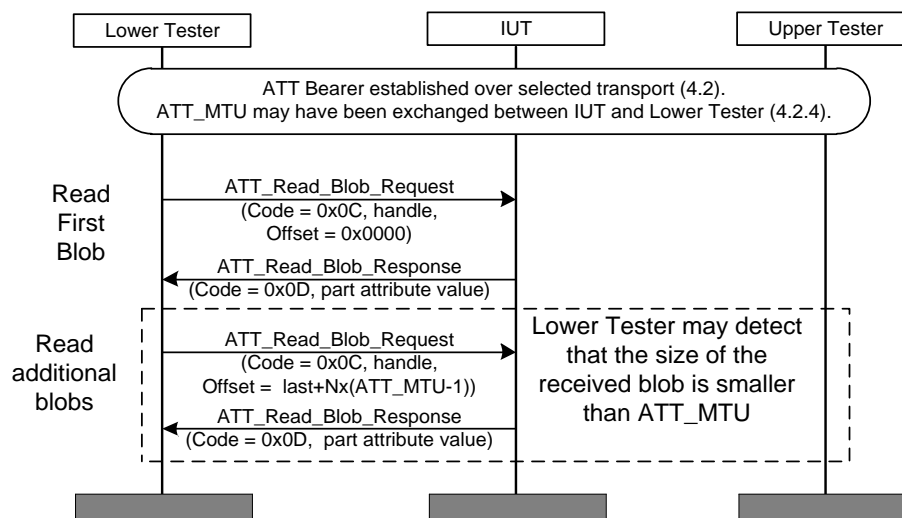 Lower Tester
IUT
Upper Tester
ATT Bearer established over selected transport (4.2).
ATT_MTU may have been exchanged between IUT and Lower Tester (4.2.4).
Read
First
Blob
ATT_Read_Blob_Request
(Code = 0x0C, handle,
Offset = 0x0000)
ATT_Read_Blob_Response
(Code = 0x0D, part attribute value)
Read
additional
blobs
ATT_Read_Blob_Request
(Code = 0x0C, handle,
Offset = last+Nx(ATT_MTU-1))
ATT_Read_Blob_Response
(Code = 0x0D, part attribute value)
Lower Tester may detect
that the size of the
received blob is smaller
than ATT_MTU